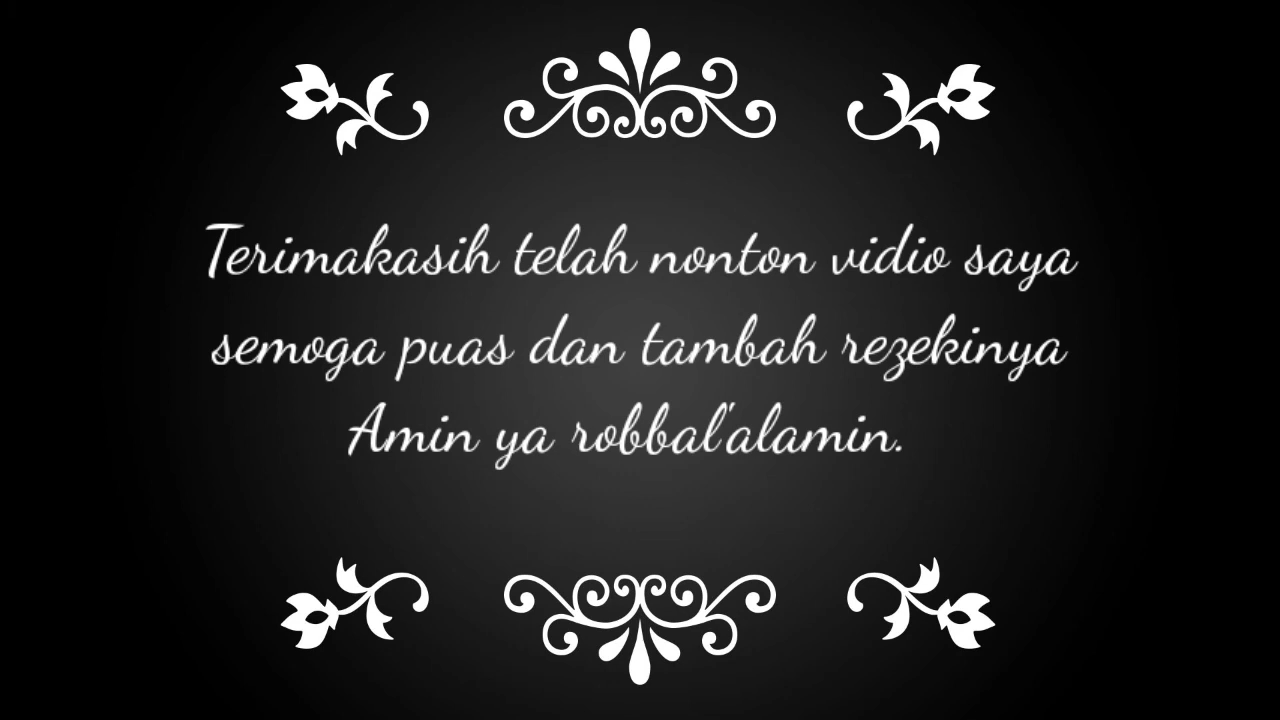 Terimakasih telah nonton vidio saya
semoga puas dan tambah rezekinya
Amin ya robbal'alamin.